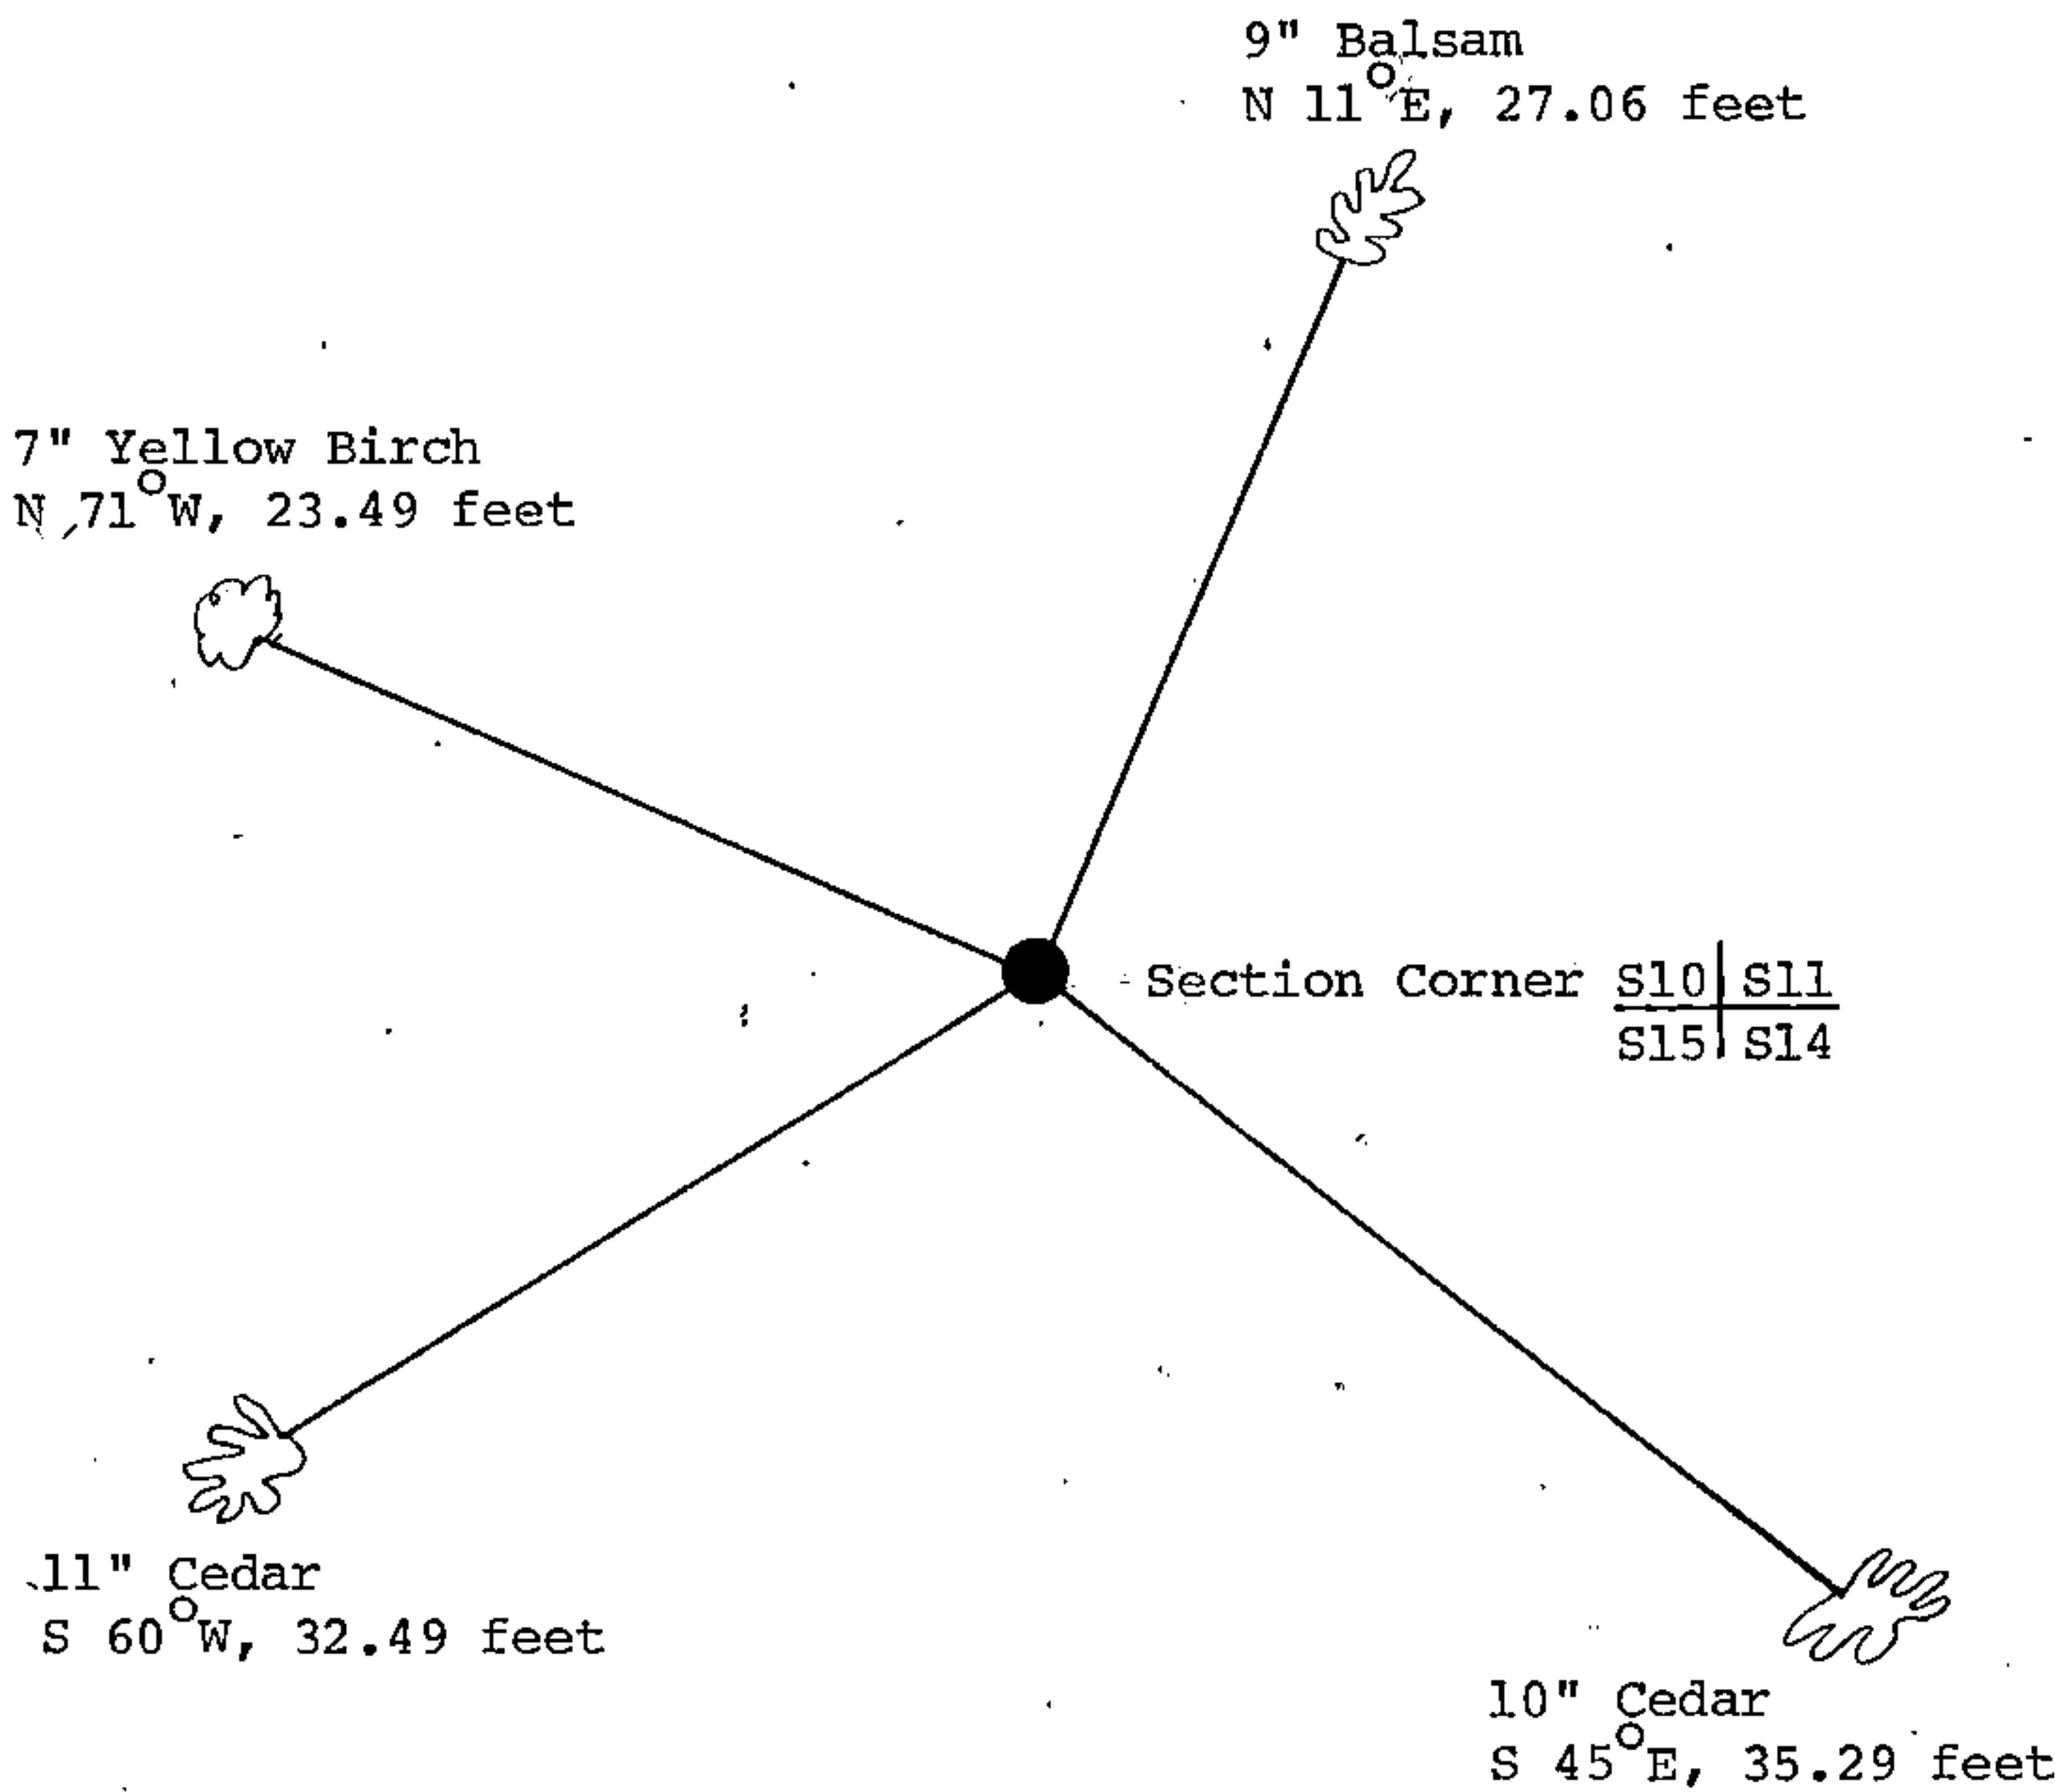 9" Balsam
N 11°E, 27.06 feet
7" Yellow Birch
N 71°W, 23.49 feet
Section Corner
S10 S11
S15 S14
11" Cedar
S 60°W, 32.49 feet
10" Cedar
S 45°E, 35.29 feet